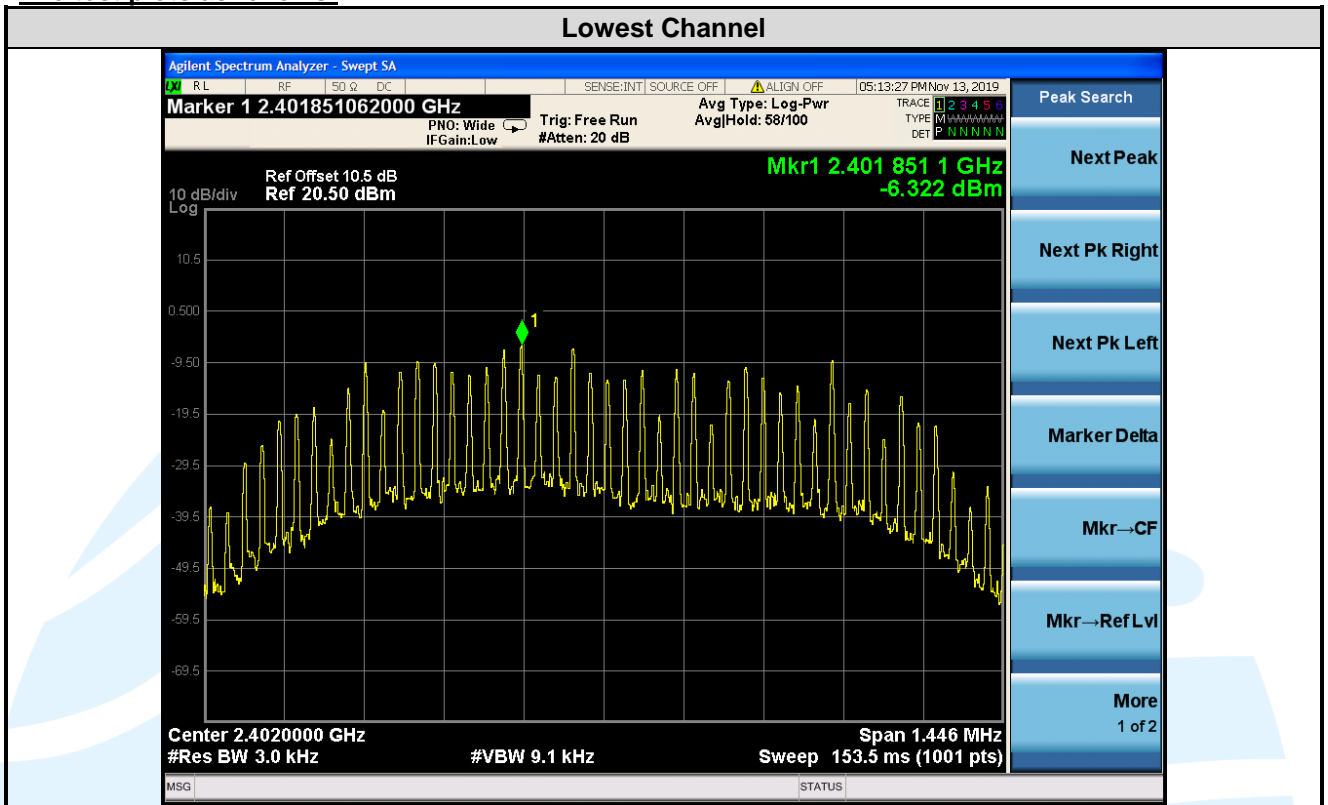 Lowest Channel
Agilent Spectrum Analyzer - Swept SA
LXI RL RF 50 Ω DC SENSE:INT SOURCE OFF ALIGN OFF 05:13:27 PM Nov 13, 2019
Marker 1 2.401851062000 GHz
PNO: Wide
IFGain:Low
Trig: Free Run
#Atten: 20 dB
Avg Type: Log-Pwr
Avg|Hold: 58/100
TRACE 1 2 3 4 5 6
TYPE M
DET P N N N N N
Mkr1 2.401 851 1 GHz
-6.322 dBm
Ref Offset 10.5 dB
10 dB/div Ref 20.50 dBm
Log
10.5
0.500
-9.50
-19.5
-29.5
-39.5
-49.5
-59.5
-69.5
1
Center 2.4020000 GHz Span 1.446 MHz
#Res BW 3.0 kHz #VBW 9.1 kHz Sweep 153.5 ms (1001 pts)
MSG STATUS
Peak Search
Next Peak
Next Pk Right
Next Pk Left
Marker Delta
Mkr→CF
Mkr→Ref Lvl
More
1 of 2